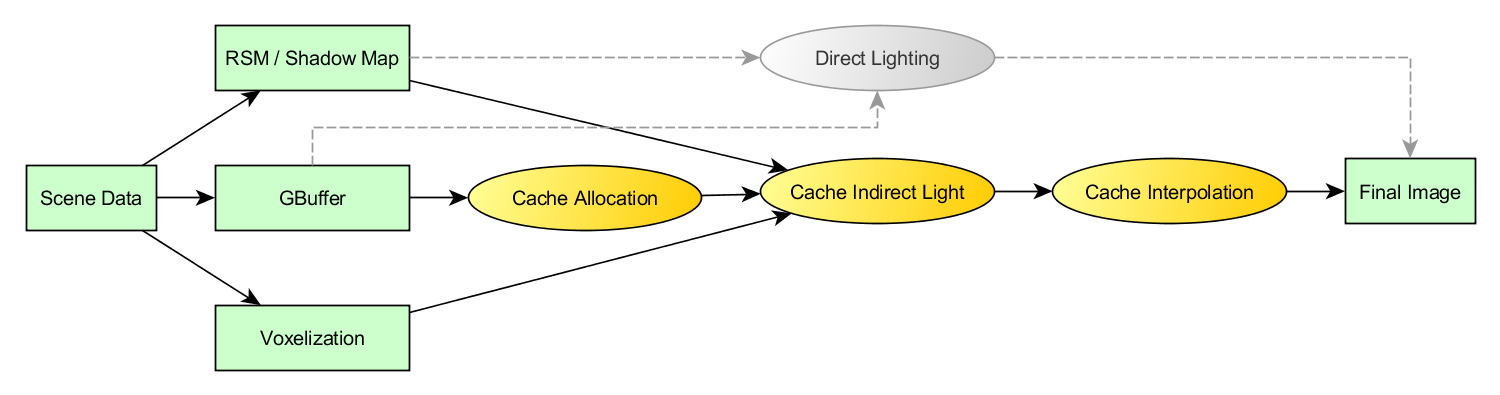 RSM / Shadow Map
Direct Lighting
Scene Data
GBuffer
Cache Allocation
Cache Indirect Light
Cache Interpolation
Final Image
Voxelization